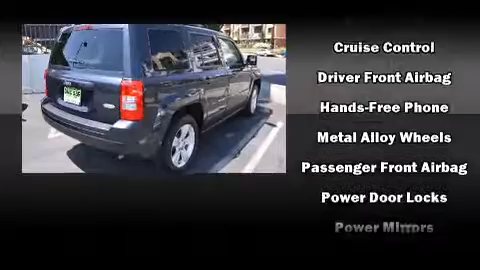 Cruise Control
Driver Front Airbag
Hands-Free Phone
Metal Alloy Wheels
Passenger Front Airbag
Power Door Locks
Power Mirrors